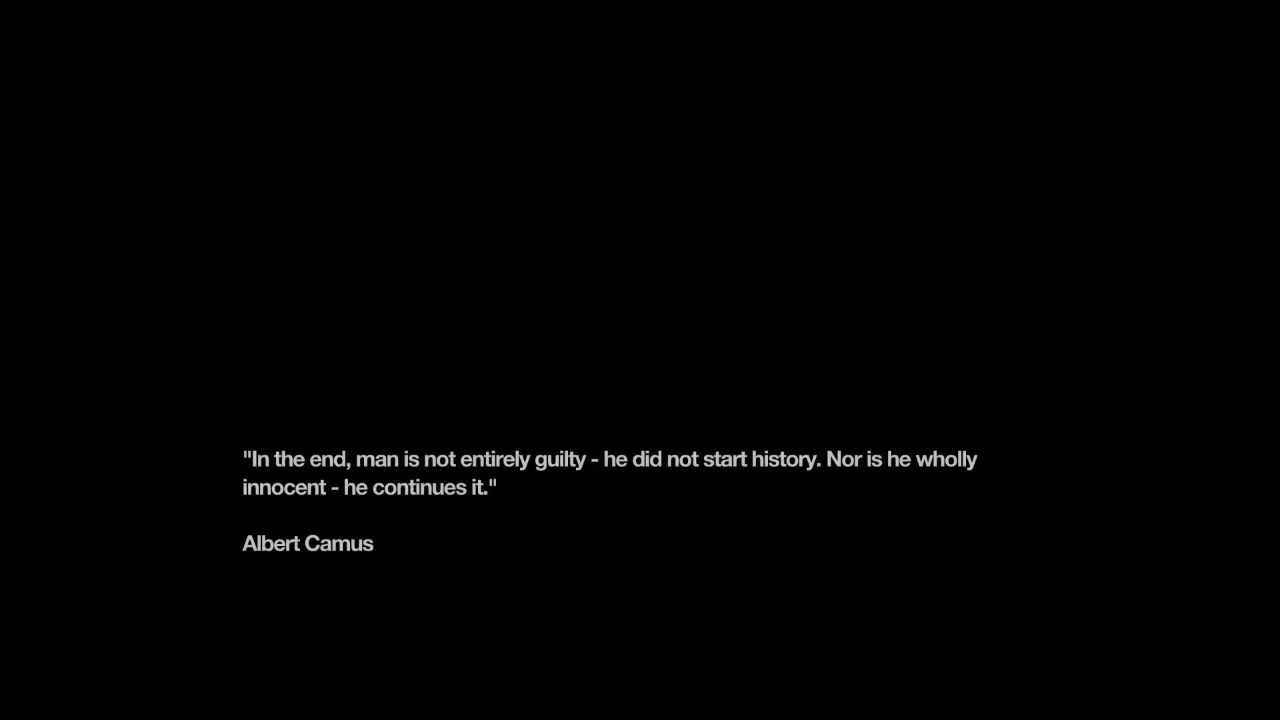 "In the end, man is not entirely guilty - he did not start history. Nor is he wholly
innocent - he continues it."
Albert Camus